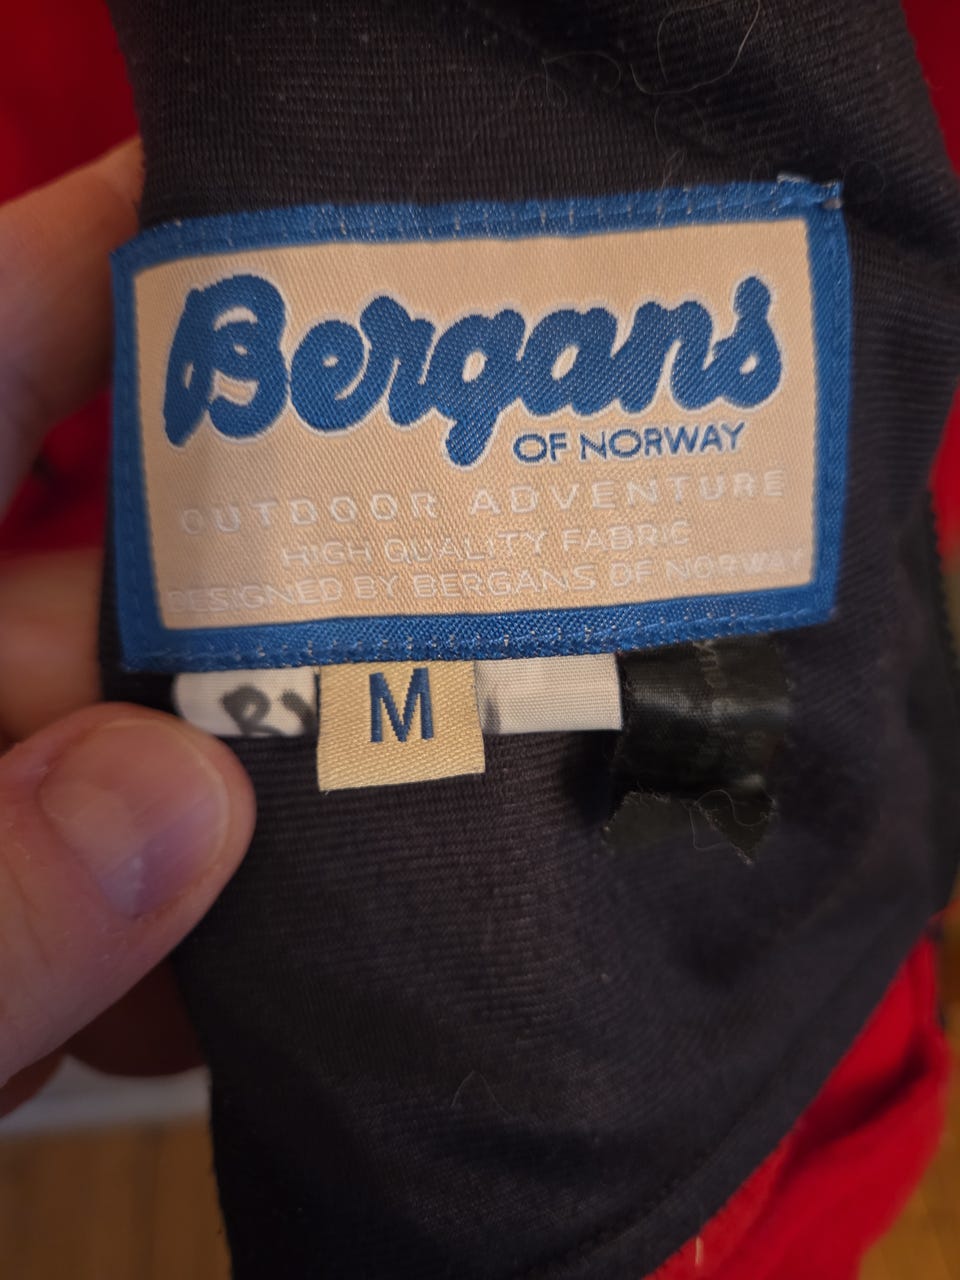 Bergans
OF NORWAY
OUTDOOR ADVENTURE
HIGH QUALITY FABRIC
DESIGNED BY BERGANS OF NORWAY
M